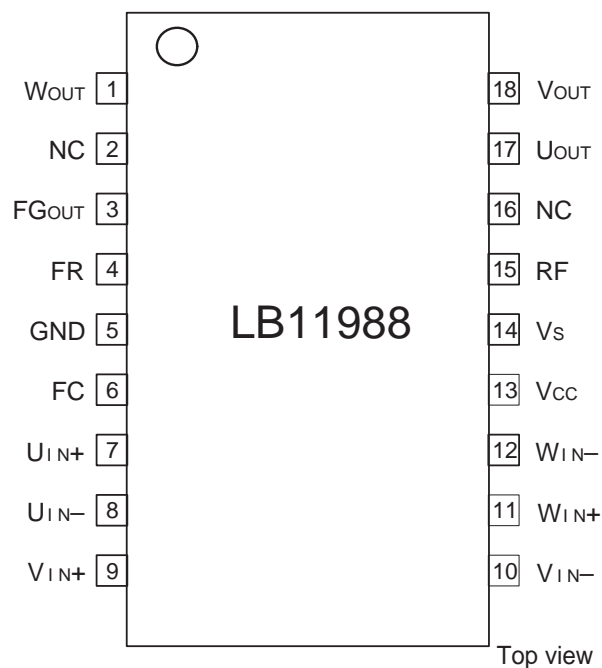 WOUT 1 18 VOUT
NC 2 17 UOUT
FGOUT 3 16 NC
FR 4 15 RF
LB11988
GND 5 14 VS
FC 6 13 VCC
UIN+ 7 12 WIN–
UIN– 8 11 WIN+
VIN+ 9 10 VIN–
Top view